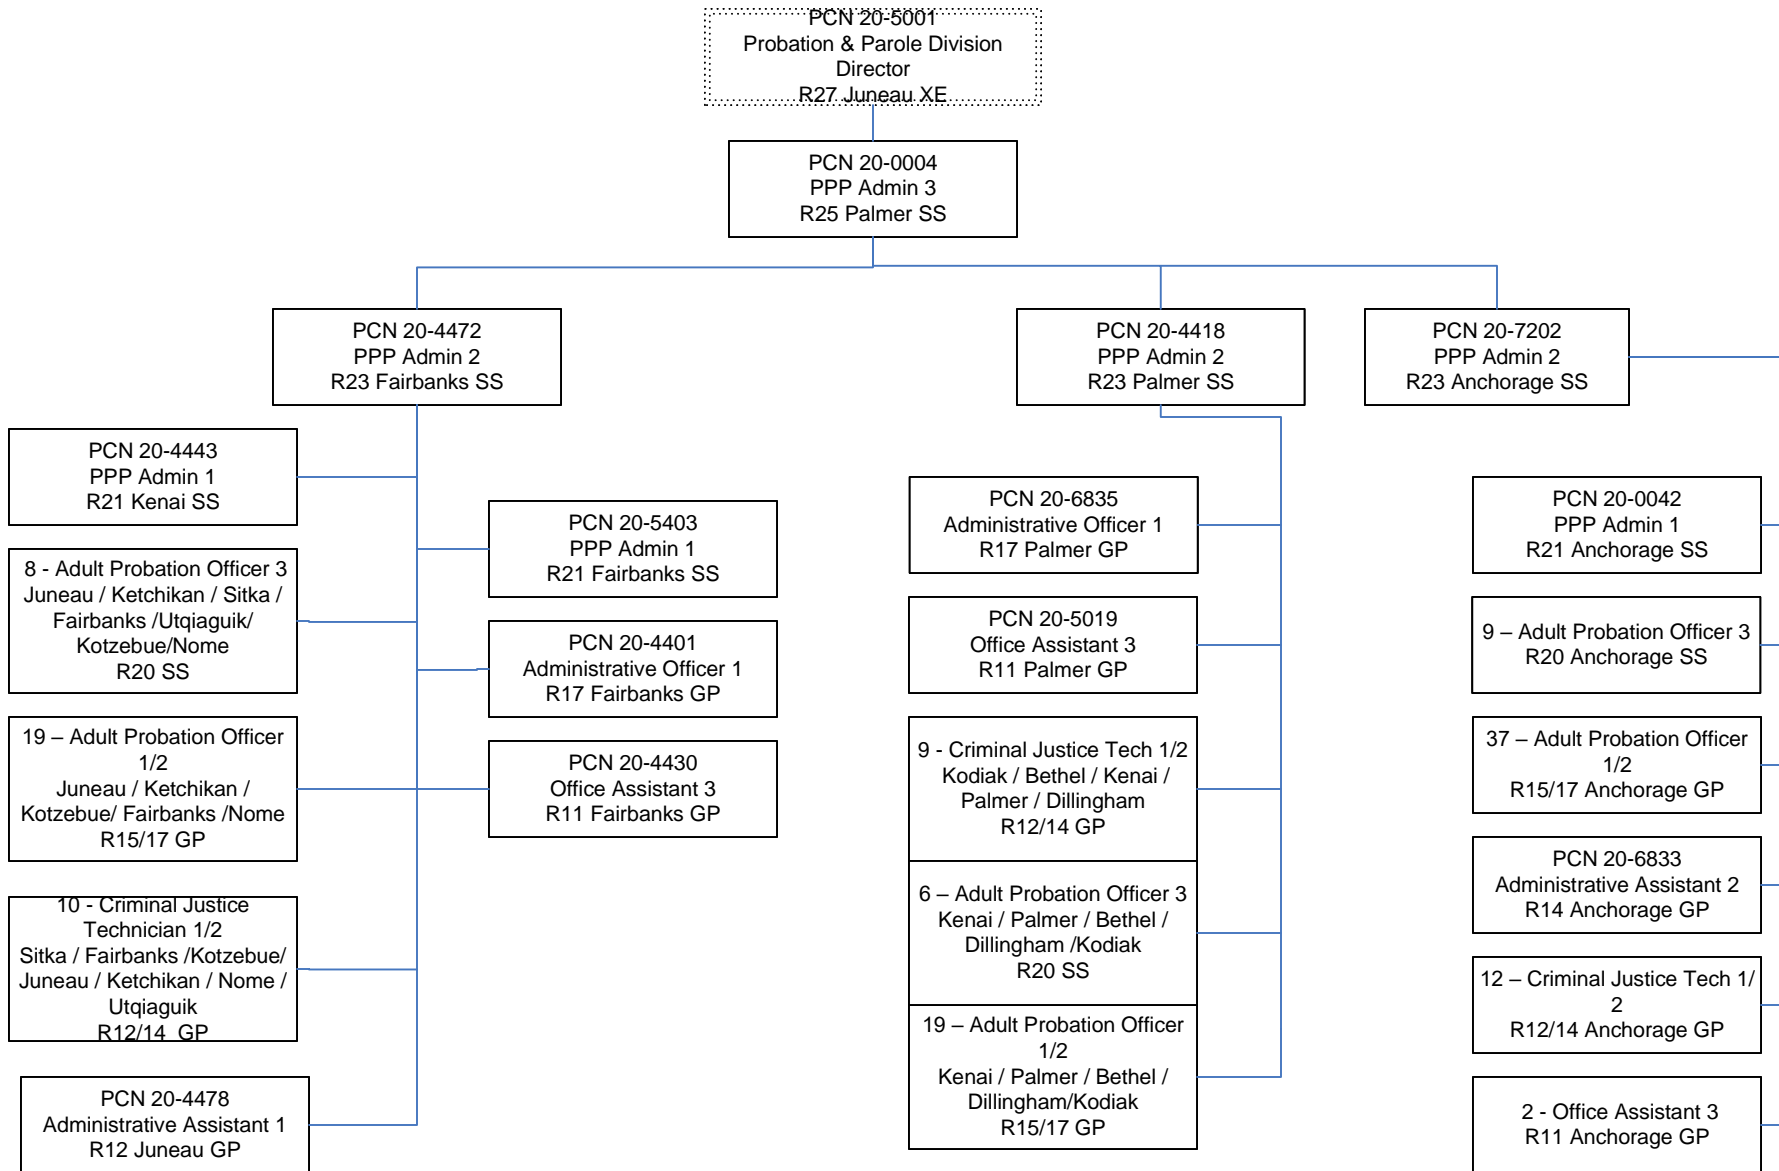 PCN 20-5001
Probation & Parole Division
Director
R27 Juneau XE
PCN 20-0004
PPP Admin 3
R25 Palmer SS
PCN 20-4472
PPP Admin 2
R23 Fairbanks SS
PCN 20-4418
PPP Admin 2
R23 Palmer SS
PCN 20-7202
PPP Admin 2
R23 Anchorage SS
PCN 20-4443
PPP Admin 1
R21 Kenai SS
8 - Adult Probation Officer 3
Juneau / Ketchikan / Sitka /
Fairbanks /Utqiaguik/
Kotzebue/Nome
R20 SS
19 – Adult Probation Officer
1/2
Juneau / Ketchikan /
Kotzebue/ Fairbanks /Nome
R15/17 GP
10 - Criminal Justice
Technician 1/2
Sitka / Fairbanks /Kotzebue/
Juneau / Ketchikan / Nome /
Utqiaguik
R12/14  GP
PCN 20-4478
Administrative Assistant 1
R12 Juneau GP
PCN 20-5403
PPP Admin 1
R21 Fairbanks SS
PCN 20-4401
Administrative Officer 1
R17 Fairbanks GP
PCN 20-4430
Office Assistant 3
R11 Fairbanks GP
PCN 20-6835
Administrative Officer 1
R17 Palmer GP
PCN 20-5019
Office Assistant 3
R11 Palmer GP
9 - Criminal Justice Tech 1/2
Kodiak / Bethel / Kenai /
Palmer / Dillingham
R12/14 GP
6 – Adult Probation Officer 3
Kenai / Palmer / Bethel /
Dillingham /Kodiak
R20 SS
19 – Adult Probation Officer
1/2
Kenai / Palmer / Bethel /
Dillingham/Kodiak
R15/17 GP
PCN 20-0042
PPP Admin 1
R21 Anchorage SS
9 – Adult Probation Officer 3
R20 Anchorage SS
37 – Adult Probation Officer
1/2
R15/17 Anchorage GP
PCN 20-6833
Administrative Assistant 2
R14 Anchorage GP
12 – Criminal Justice Tech 1/
2
R12/14 Anchorage GP
2 - Office Assistant 3
R11 Anchorage GP